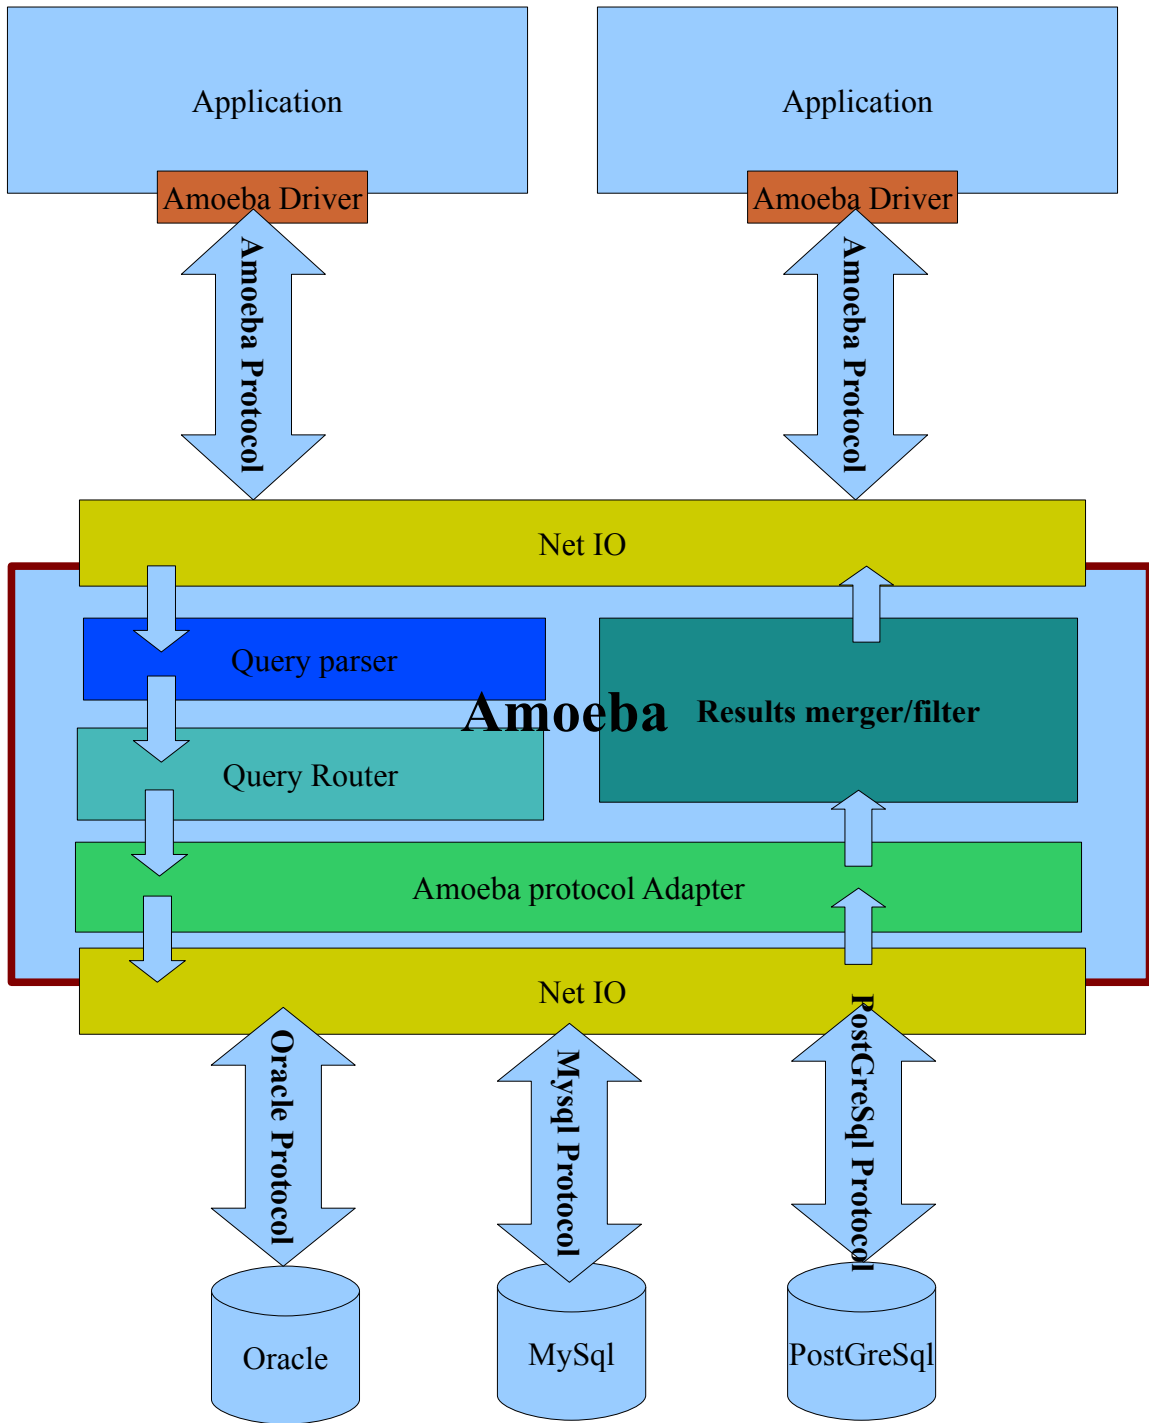 Application
Application
Amoeba Driver
Amoeba Driver
Amoeba Protocol
Amoeba Protocol
Net IO
Query parser
Amoeba
Results merger/filter
Query Router
Amoeba protocol Adapter
Net IO
Oracle Protocol
Mysql Protocol
PostGreSql Protocol
Oracle
MySql
PostGreSql